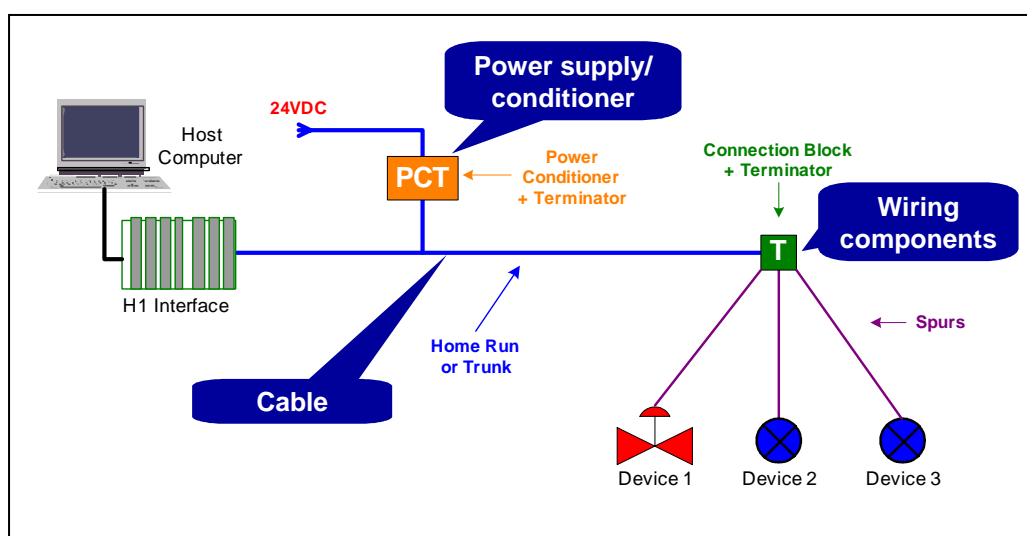 Power supply/
conditioner
24VDC
Host
Computer
PCT
Power
Conditioner
+ Terminator
Connection Block
+ Terminator
Wiring
components
T
H1 Interface
Home Run
or Trunk
Spurs
Cable
Device 1
Device 2
Device 3